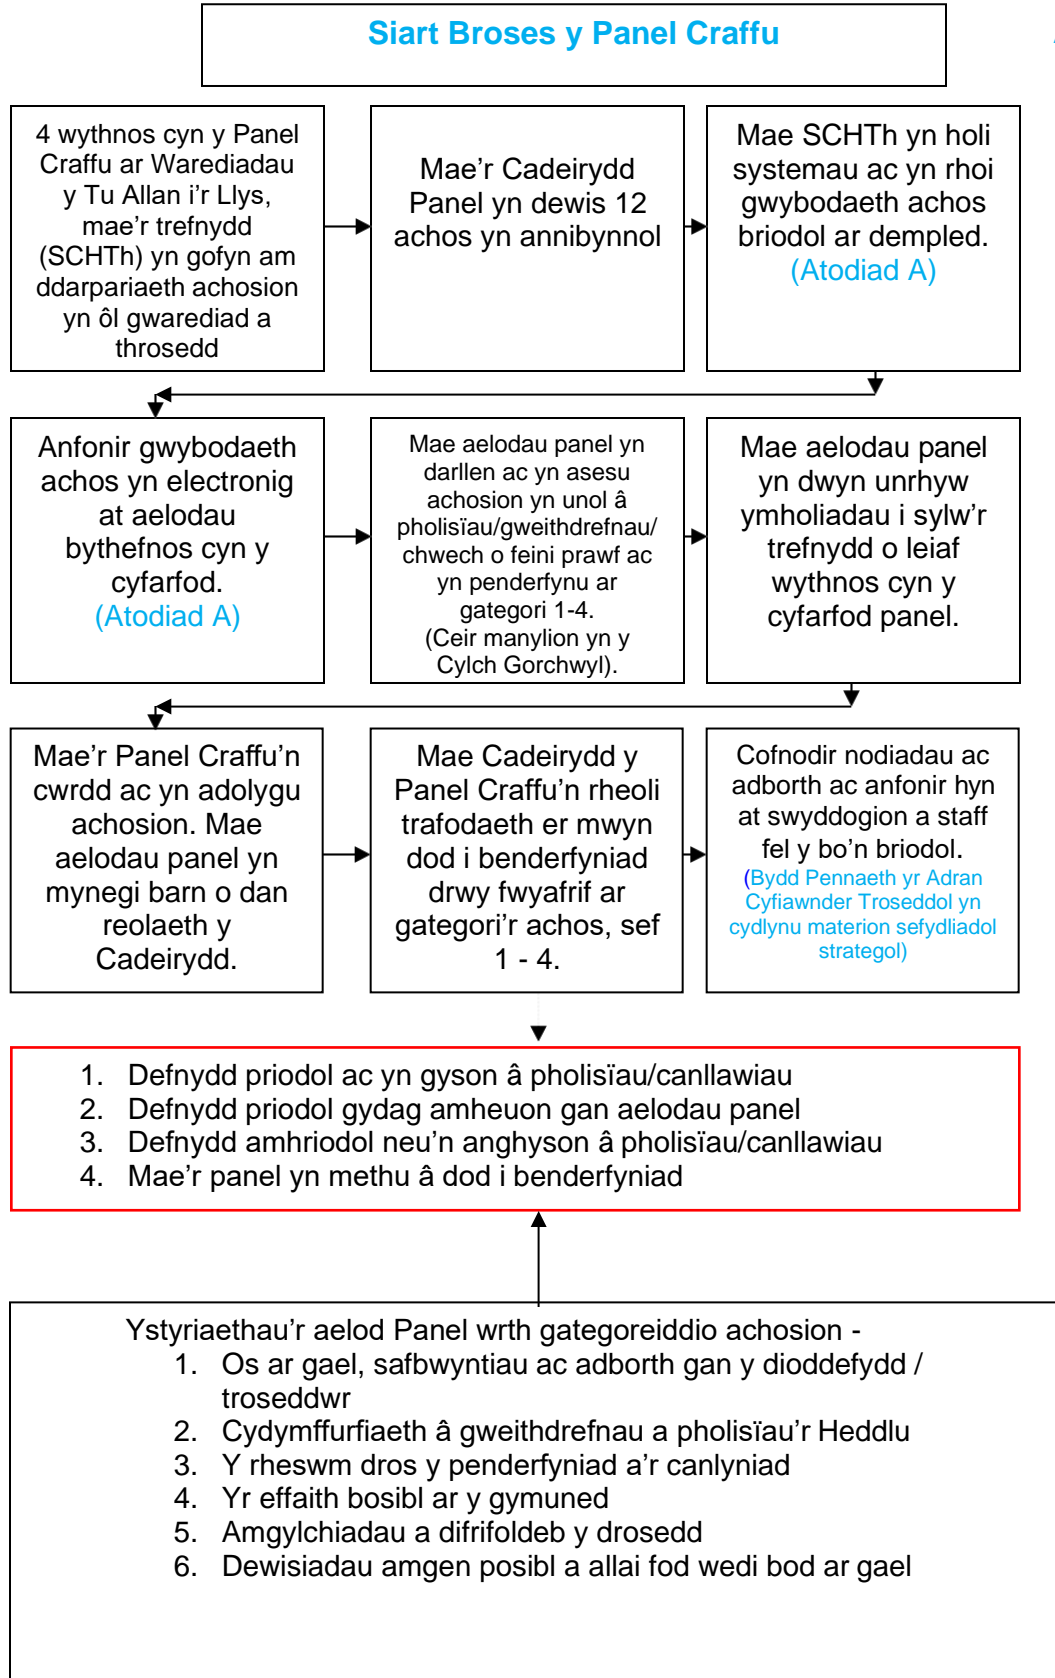 Siart Broses y Panel Craffu
4 wythnos cyn y Panel
Craffu ar Warediadau
y Tu Allan i'r Llys,
mae'r trefnydd
(SCHTh) yn gofyn am
ddarpariaeth achosion
yn ôl gwarediad a
throsedd
Mae'r Cadeirydd
Panel yn dewis 12
achos yn annibynnol
Mae SCHTh yn holi
systemau ac yn rhoi
gwybodaeth achos
briodol ar dempled.
(Atodiad A)
Anfonir gwybodaeth
achos yn electronig
at aelodau
bythefnos cyn y
cyfarfod.
(Atodiad A)
Mae aelodau panel yn
darllen ac yn asesu
achosion yn unol â
pholisïau/gweithdrefnau/
chwech o feini prawf ac
yn penderfynu ar
gategori 1-4.
(Ceir manylion yn y
Cylch Gorchwyl).
Mae aelodau panel
yn dwyn unrhyw
ymholiadau i sylw'r
trefnydd o leiaf
wythnos cyn y
cyfarfod panel.
Mae'r Panel Craffu'n
cwrdd ac yn adolygu
achosion. Mae
aelodau panel yn
mynegi barn o dan
reolaeth y
Cadeirydd.
Mae Cadeirydd y
Panel Craffu'n rheoli
trafodaeth er mwyn
dod i benderfyniad
drwy fwyafrif ar
gategori'r achos, sef
1 - 4.
Cofnodir nodiadau ac
adborth ac anfonir hyn
at swyddogion a staff
fel y bo'n briodol.
(Bydd Pennaeth yr Adran
Cyfiawnder Troseddol yn
cydlynu materion sefydliadol
strategol)
1. Defnydd priodol ac yn gyson â pholisïau/canllawiau
2. Defnydd priodol gydag amheuon gan aelodau panel
3. Defnydd amhriodol neu'n anghyson â pholisïau/canllawiau
4. Mae'r panel yn methu â dod i benderfyniad
Ystyriaethau'r aelod Panel wrth gategoreiddio achosion -
1. Os ar gael, safbwyntiau ac adborth gan y dioddefydd /
troseddwr
2. Cydymffurfiaeth â gweithdrefnau a pholisïau'r Heddlu
3. Y rheswm dros y penderfyniad a'r canlyniad
4. Yr effaith bosibl ar y gymuned
5. Amgylchiadau a difrifoldeb y drosedd
6. Dewisiadau amgen posibl a allai fod wedi bod ar gael